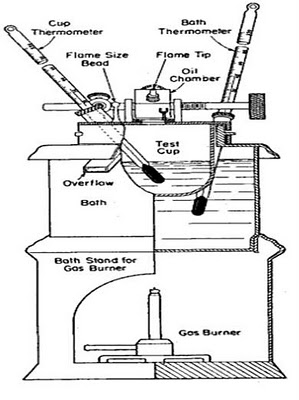 Cup
Thermometer
Bath
Thermometer
Flame Size
Bead
Flame Tip
Oil
Chamber
Test
Cup
Overflow
Bath
Bath Stand for
Gas Burner
Gas Burner